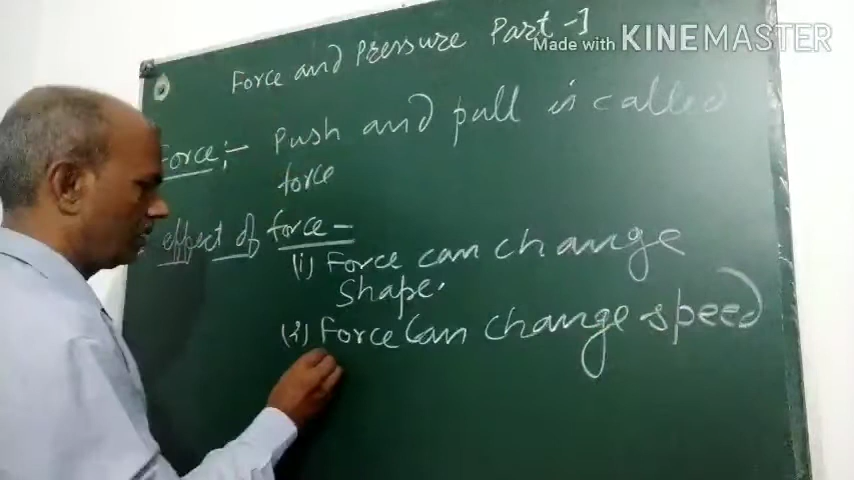 Force and Pressure Part-1
Made with KINEMASTER
Force:- Push and pull is called
force
effect of force-
(i) Force can change
Shape.
(ii) Force Can change speed